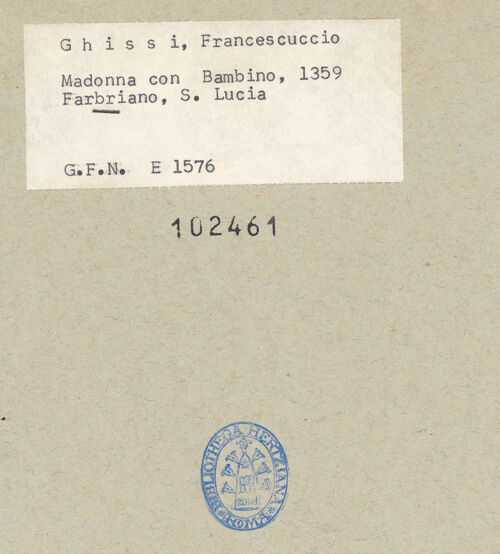 G h i s s i, Francescuccio
Madonna con Bambino, 1359
Farbriano, S. Lucia
G.F.N. E 1576
102461
BIBLIOTHECA HERTZIANA
ROMA